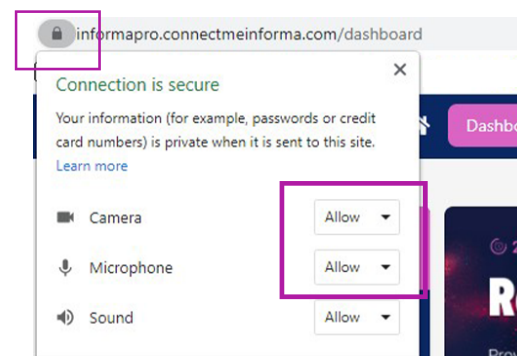 informapro.connectmeinforma.com/dashboard
Connection is secure
Your information (for example, passwords or credit
card numbers) is private when it is sent to this site.
Learn more
Camera Allow
Microphone Allow
Sound Allow